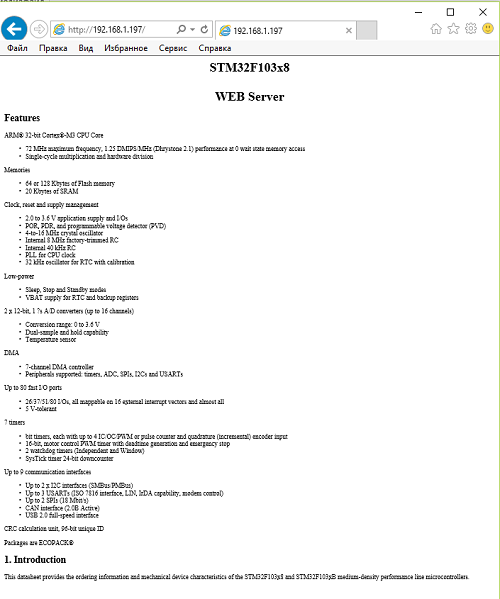 http://192.168.1.197/
192.168.1.197
Файл Правка Вид Избранное Сервис Справка
STM32F103x8
WEB Server
Features
ARM® 32-bit Cortex®-M3 CPU Core
• 72 MHz maximum frequency, 1.25 DMIPS/MHz (Dhrystone 2.1) performance at 0 wait state memory access
• Single-cycle multiplication and hardware division
Memories
• 64 or 128 Kbytes of Flash memory
• 20 Kbytes of SRAM
Clock, reset and supply management
• 2.0 to 3.6 V application supply and I/Os
• POR, PDR, and programmable voltage detector (PVD)
• 4-to-16 MHz crystal oscillator
• Internal 8 MHz factory-trimmed RC
• Internal 40 kHz RC
• PLL for CPU clock
• 32 kHz oscillator for RTC with calibration
Low-power
• Sleep, Stop and Standby modes
• VBAT supply for RTC and backup registers
2 x 12-bit, 1 ?s A/D converters (up to 16 channels)
• Conversion range: 0 to 3.6 V
• Dual-sample and hold capability
• Temperature sensor
DMA
• 7-channel DMA controller
• Peripherals supported: timers, ADC, SPIs, I2Cs and USARTs
Up to 80 fast I/O ports
• 26/37/51/80 I/Os, all mappable on 16 external interrupt vectors and almost all
• 5 V-tolerant
7 timers
• bit timers, each with up to 4 IC/OC/PWM or pulse counter and quadrature (incremental) encoder input
• 16-bit, motor control PWM timer with deadtime generation and emergency stop
• 2 watchdog timers (Independent and Window)
• SysTick timer 24-bit downcounter
Up to 9 communication interfaces
• Up to 2 x I2C interfaces (SMBus/PMBus)
• Up to 3 USARTs (ISO 7816 interface, LIN, IrDA capability, modem control)
• Up to 2 SPIs (18 Mbit/s)
• CAN interface (2.0B Active)
• USB 2.0 full-speed interface
CRC calculation unit, 96-bit unique ID
Packages are ECOPACK®
1. Introduction
This datasheet provides the ordering information and mechanical device characteristics of the STM32F103x8 and STM32F103xB medium-density performance line microcontrollers.